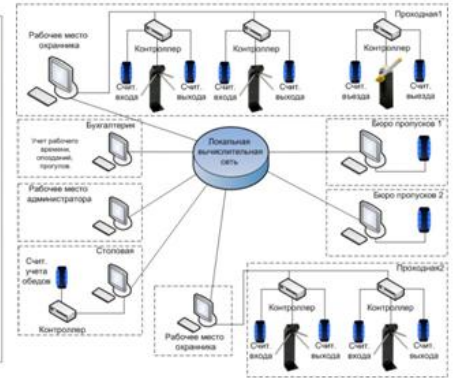 Проходная1
Рабочее место
охранника
Контроллер
Контроллер
Контроллер
Счит.
входа
Счит.
выхода
Счит.
входа
Счит.
выхода
Счит.
въезда
Счит.
выезда
Бухгалтерия
Учет рабочего
времени,
опозданий,
прогулов.
Локальная
вычислительная
сеть
Бюро пропусков 1
Рабочее место
администратора
Бюро пропусков 2
Столовая
Счит.
учета
обедов
Контроллер
Рабочее место
охранника
Проходная2
Контроллер
Контроллер
Счит.
входа
Счит.
выхода
Счит.
входа
Счит.
выхода